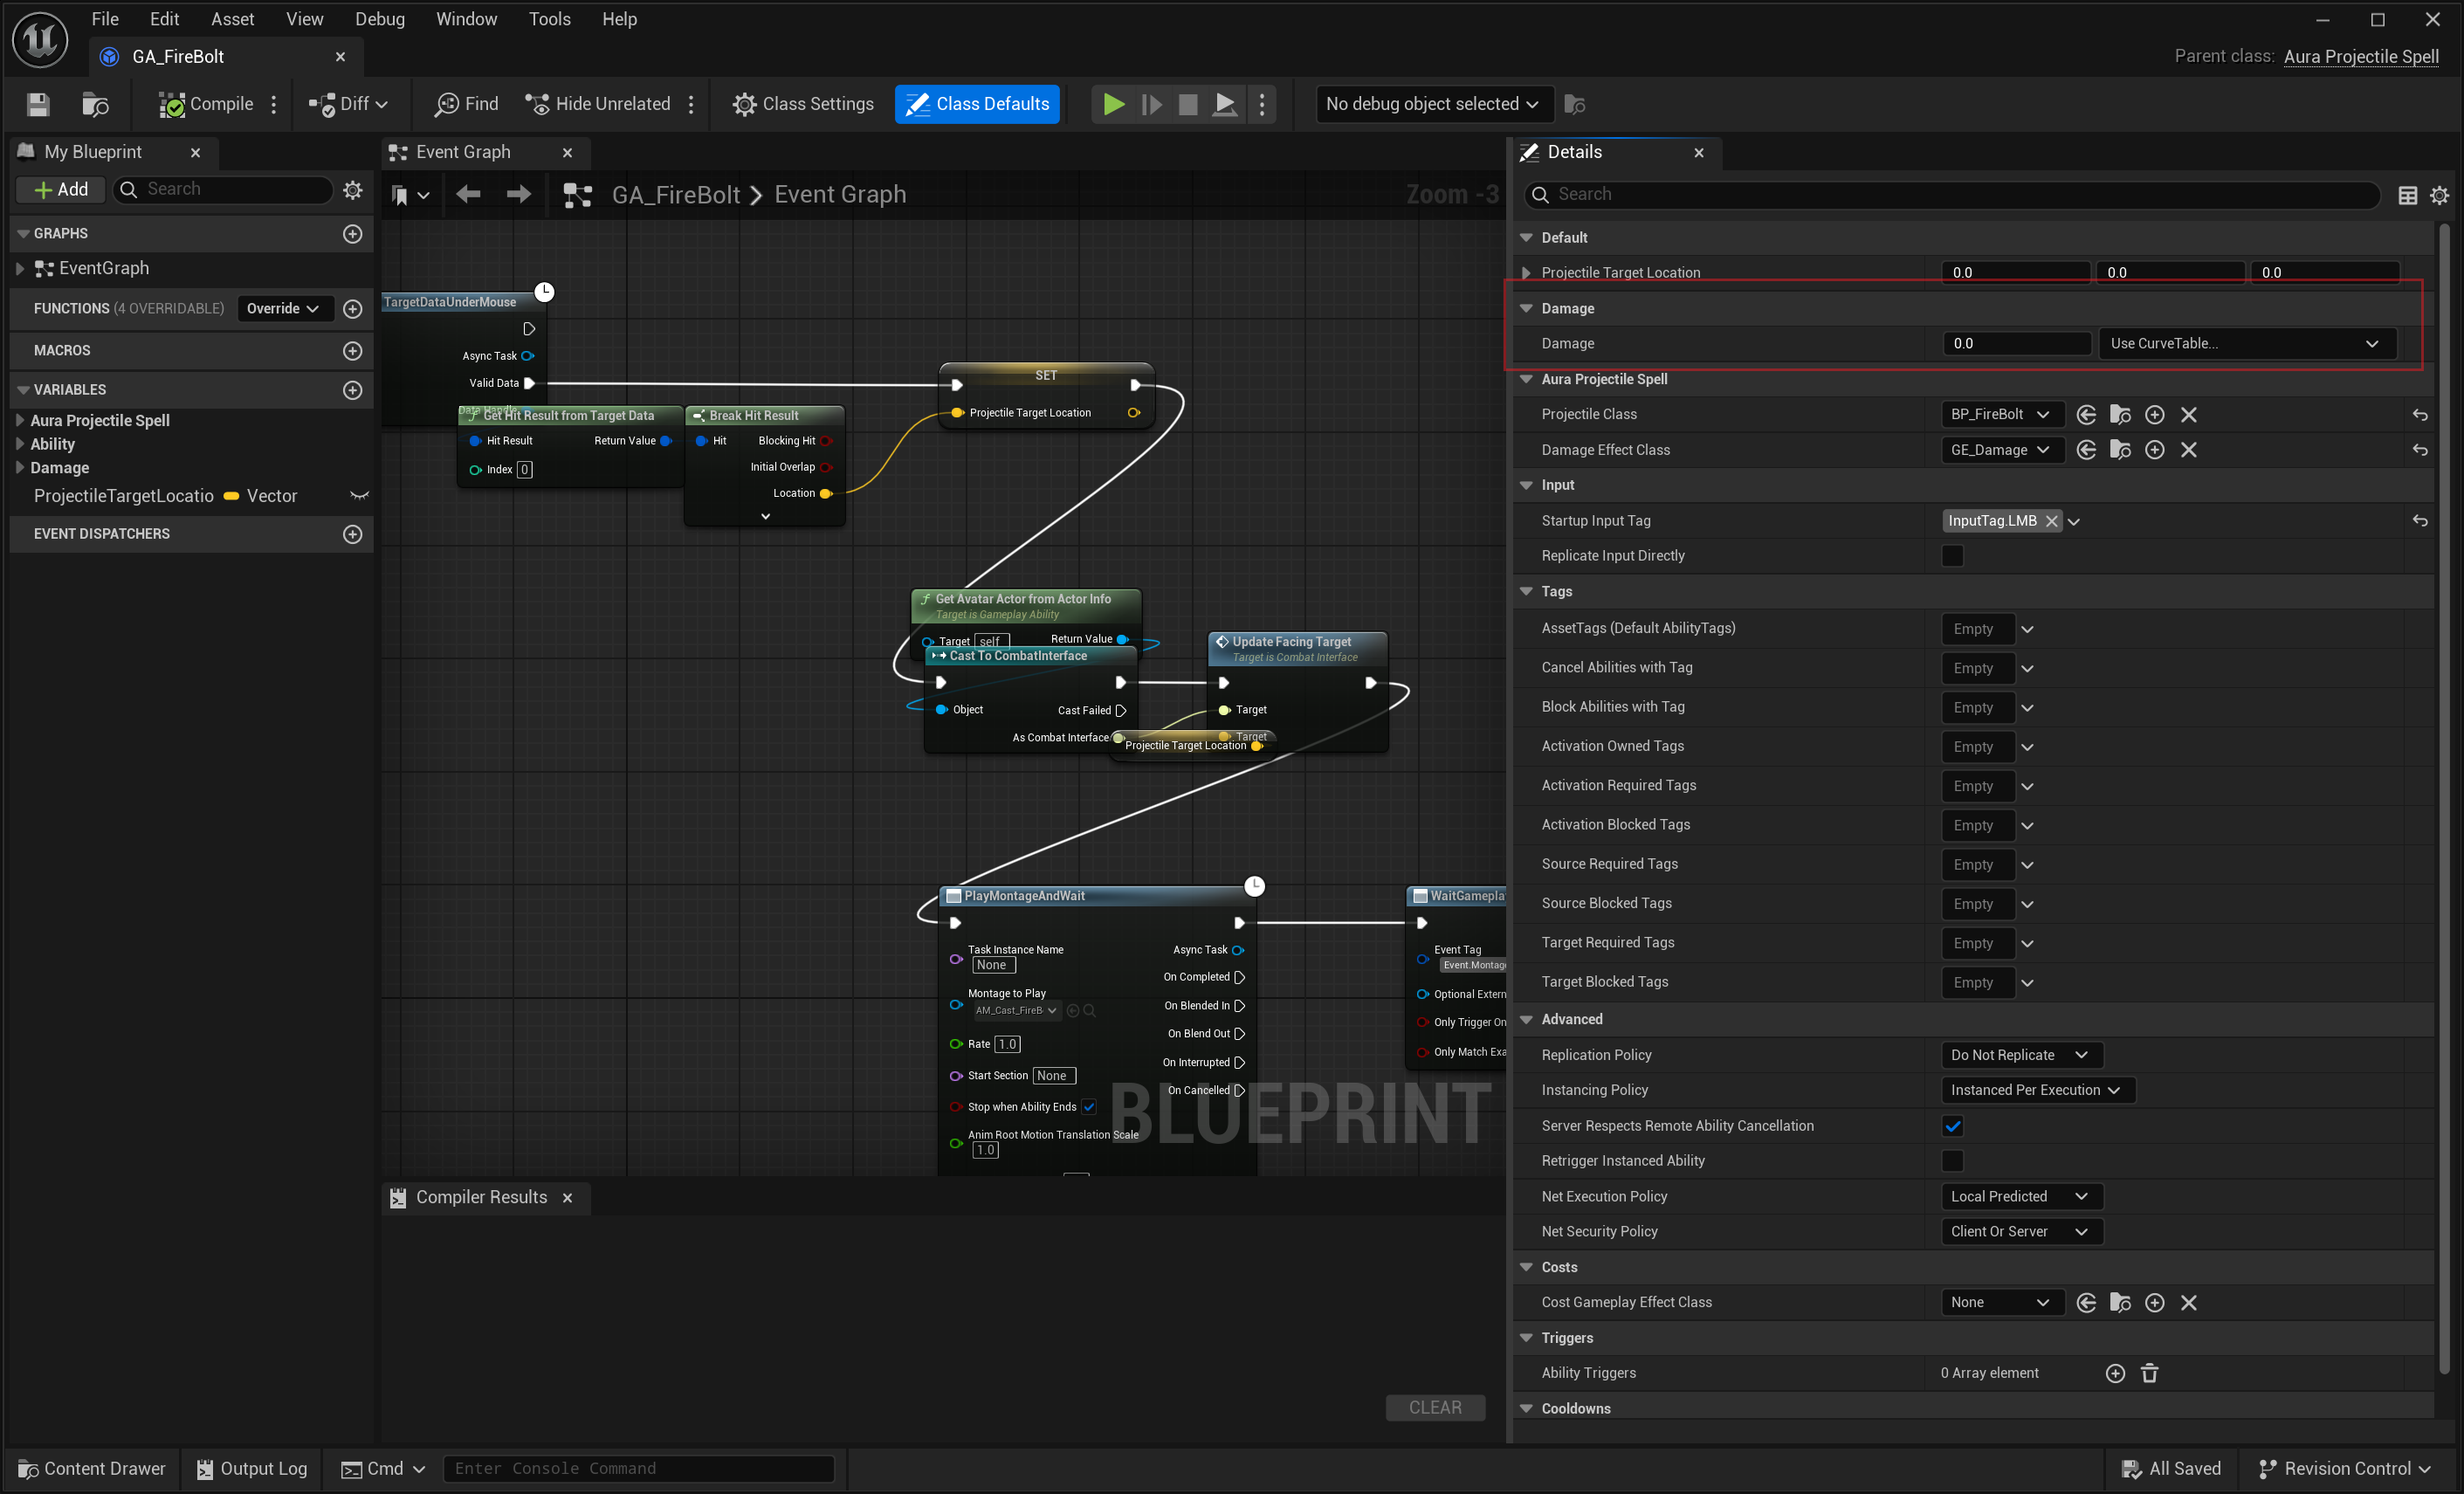 File Edit Asset View Debug Window Tools Help
GA_FireBolt
Parent class: Aura Projectile Spell
Compile Diff Find Hide Unrelated Class Settings Class Defaults No debug object selected
My Blueprint
Add Search
GRAPHS
EventGraph
FUNCTIONS (4 OVERRIDABLE) Override
MACROS
VARIABLES
Aura Projectile Spell
Ability
Damage
ProjectileTargetLocatio Vector
EVENT DISPATCHERS
Event Graph
GA_FireBolt Event Graph
Zoom -3
TargetDataUnderMouse
Async Task
Valid Data
Data Handle
Get Hit Result from Target Data
Hit Result Return Value
Index 0
Break Hit Result
Hit Blocking Hit
Initial Overlap
Location
SET
Projectile Target Location
Get Avatar Actor from Actor Info
Target is Gameplay Ability
Target self Return Value
Cast To CombatInterface
Object Cast Failed
As Combat Interface
Update Facing Target
Target is Combat Interface
Target
Target
Projectile Target Location
PlayMontageAndWait
Task Instance Name Async Task
None
On Completed
Montage to Play On Blended In
AM_Cast_FireB
On Blend Out
Rate 1.0
On Interrupted
Start Section None
On Cancelled
Stop when Ability Ends
Anim Root Motion Translation Scale
1.0
WaitGamepla
Event Tag
Event.Montag
Optional Extern
Only Trigger On
Only Match Exa
BLUEPRINT
Compiler Results
CLEAR
Details
Search
Default
Projectile Target Location 0.0 0.0 0.0
Damage
Damage 0.0 Use CurveTable...
Aura Projectile Spell
Projectile Class BP_FireBolt
Damage Effect Class GE_Damage
Input
Startup Input Tag InputTag.LMB
Replicate Input Directly
Tags
AssetTags (Default AbilityTags) Empty
Cancel Abilities with Tag Empty
Block Abilities with Tag Empty
Activation Owned Tags Empty
Activation Required Tags Empty
Activation Blocked Tags Empty
Source Required Tags Empty
Source Blocked Tags Empty
Target Required Tags Empty
Target Blocked Tags Empty
Advanced
Replication Policy Do Not Replicate
Instancing Policy Instanced Per Execution
Server Respects Remote Ability Cancellation
Retrigger Instanced Ability
Net Execution Policy Local Predicted
Net Security Policy Client Or Server
Costs
Cost Gameplay Effect Class None
Triggers
Ability Triggers 0 Array element
Cooldowns
Content Drawer Output Log Cmd Enter Console Command All Saved Revision Control